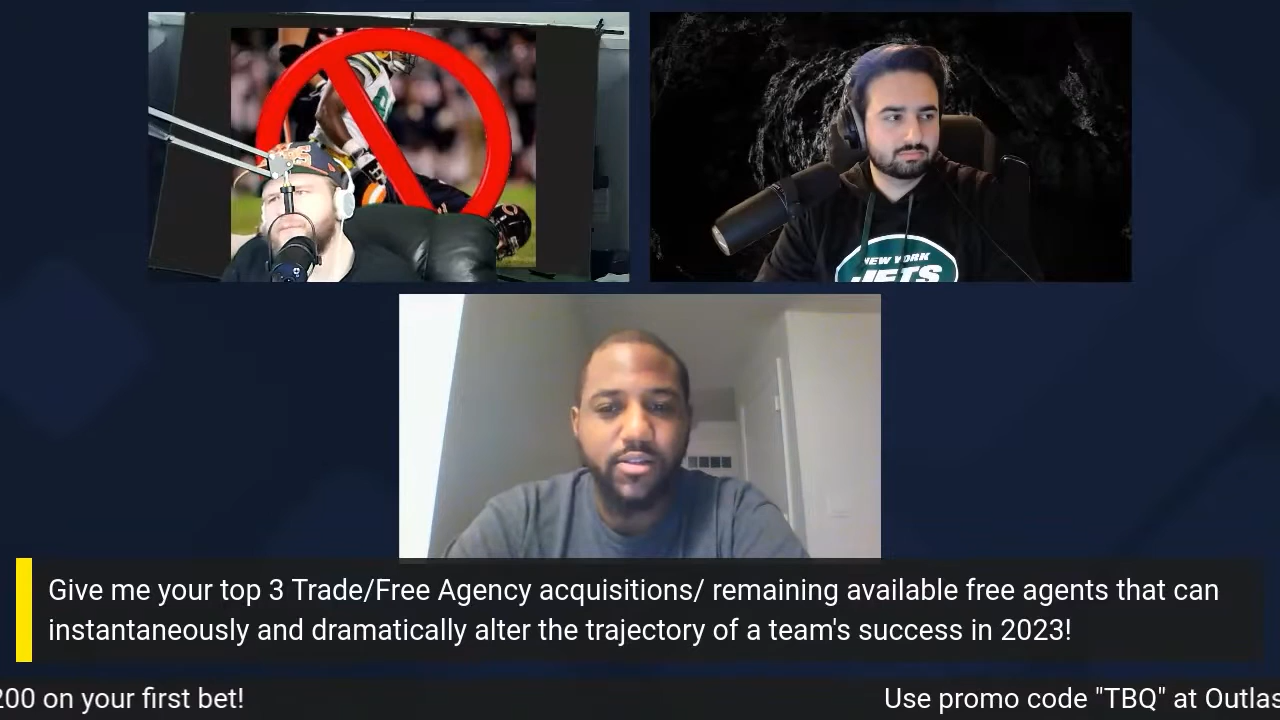 NEW YORK
JETS
Give me your top 3 Trade/Free Agency acquisitions/ remaining available free agents that can
instantaneously and dramatically alter the trajectory of a team's success in 2023!
200 on your first bet!
Use promo code "TBQ" at Outlas